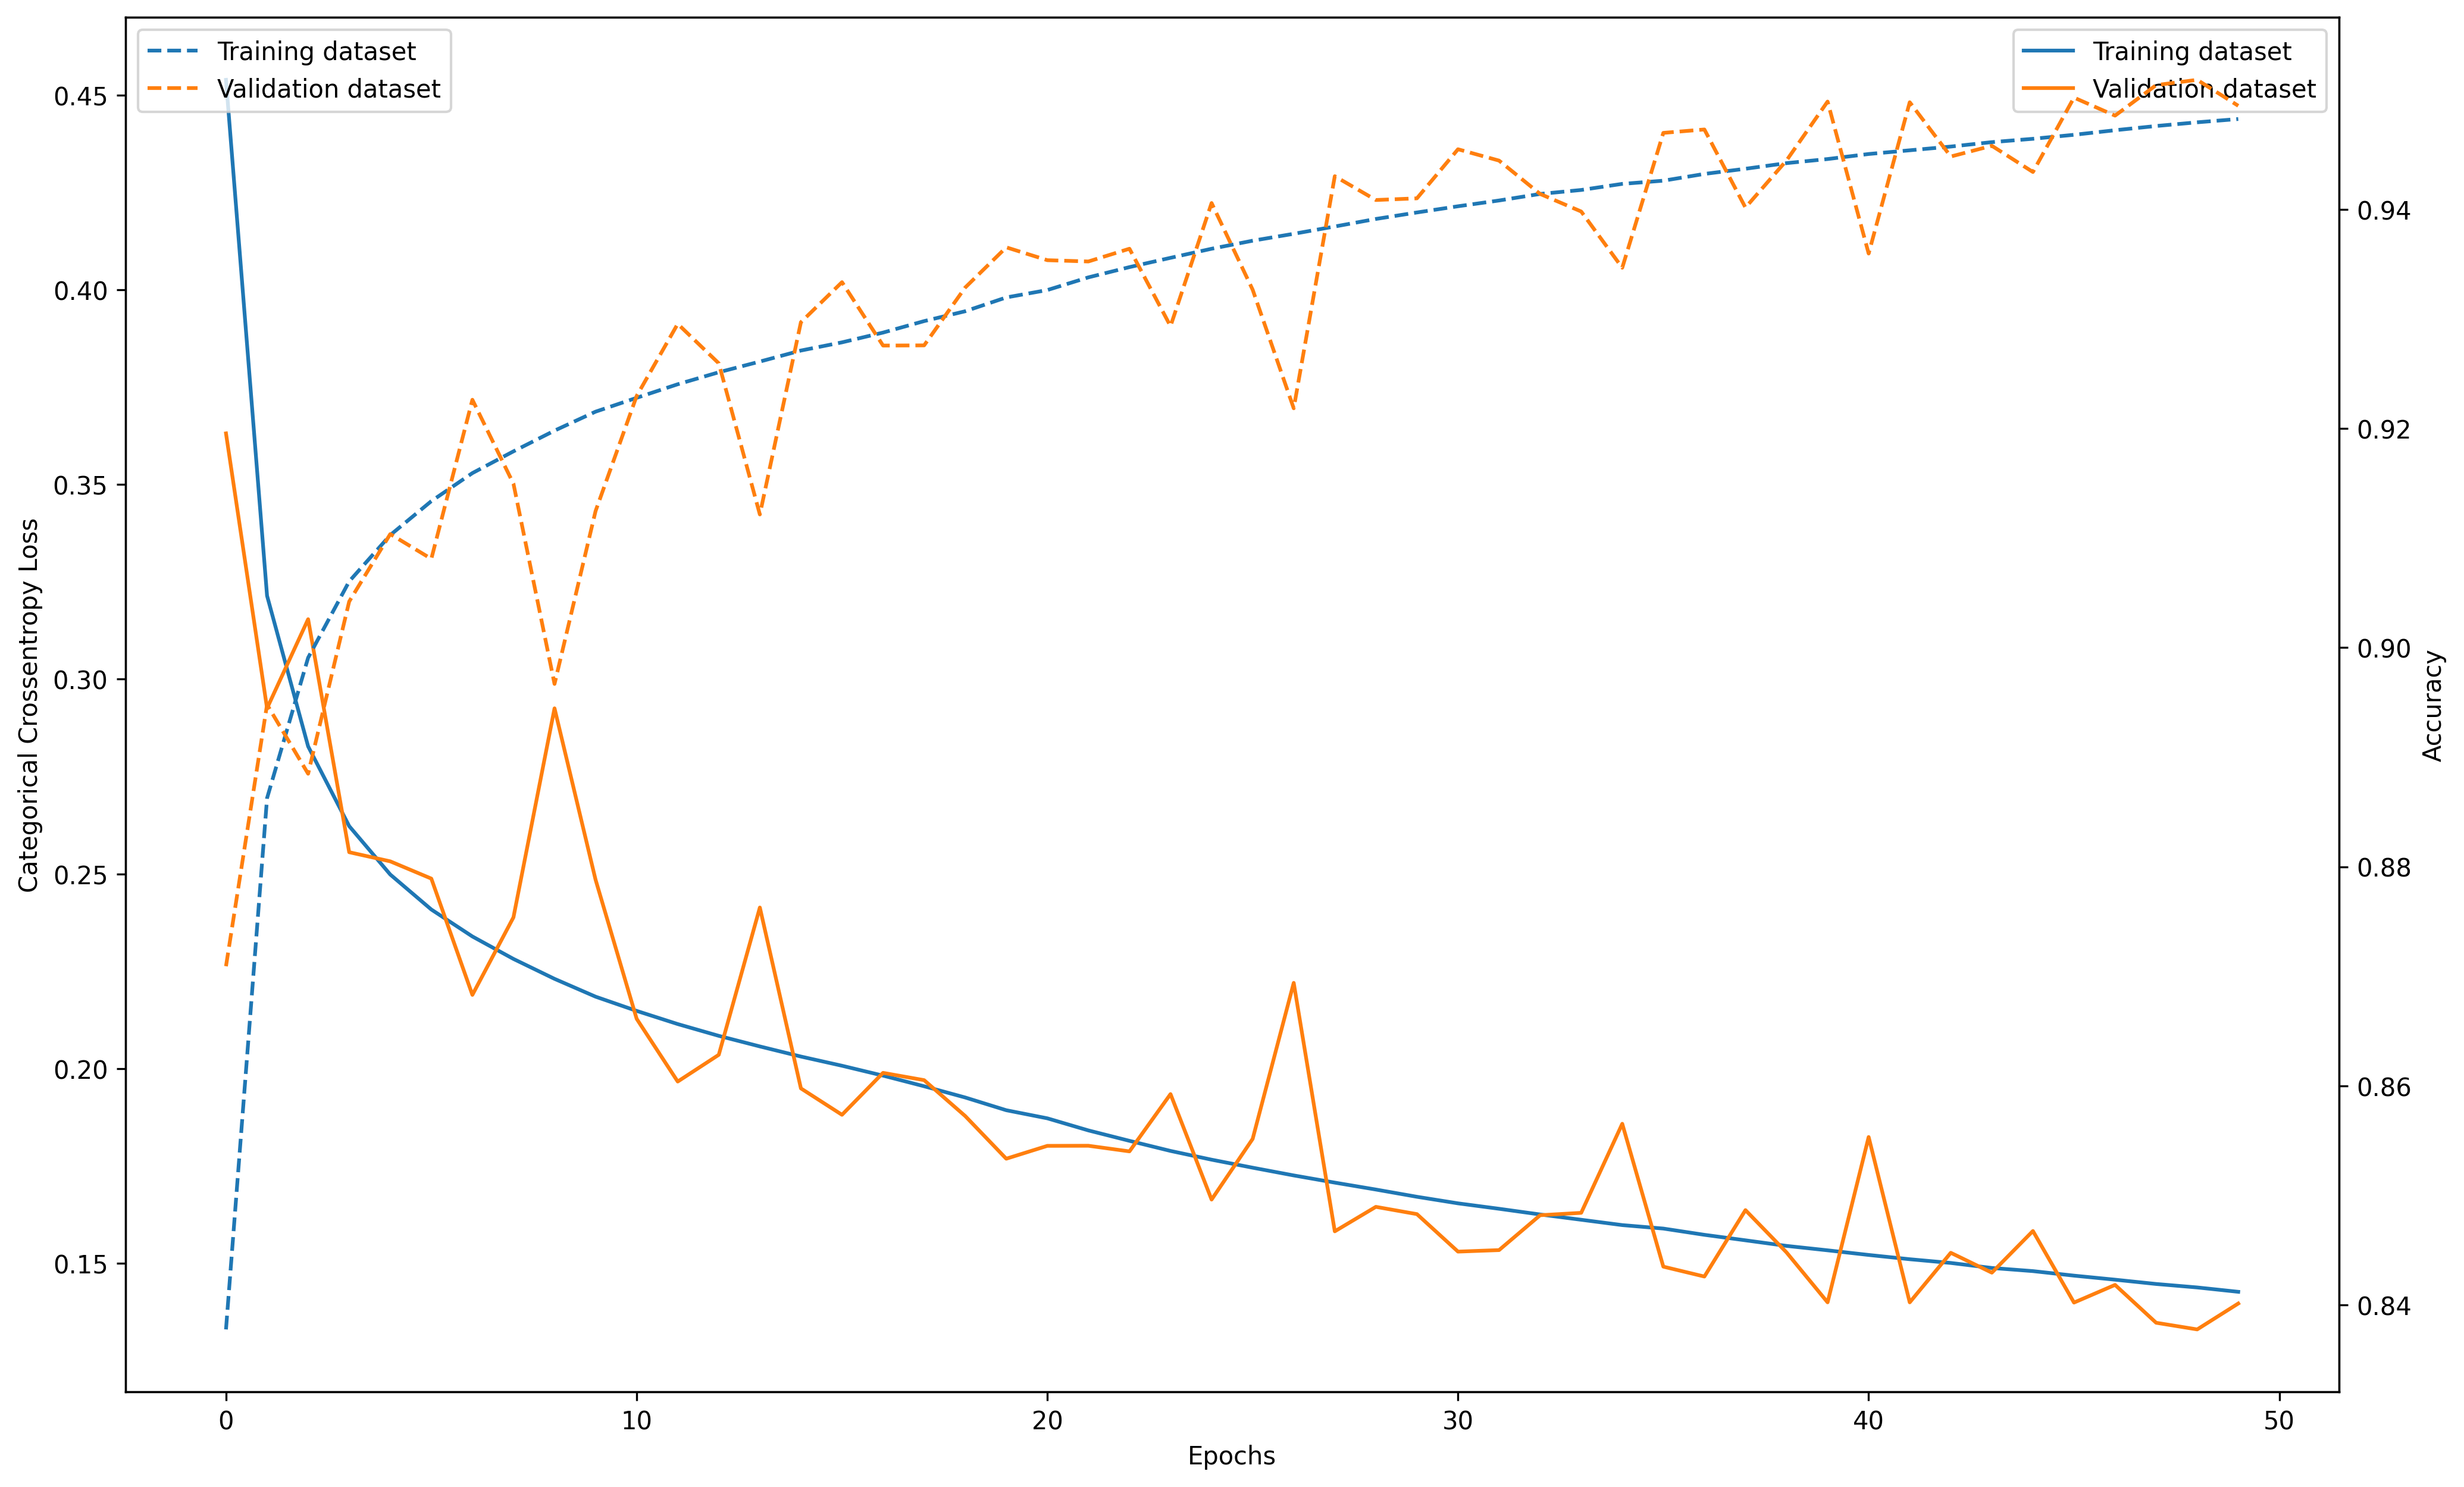 Training dataset
Validation dataset
Training dataset
Validation dataset
0.45
0.40
0.35
0.30
0.25
0.20
0.15
Categorical Crossentropy Loss
0.94
0.92
0.90
0.88
0.86
0.84
Accuracy
0
10
20
30
40
50
Epochs